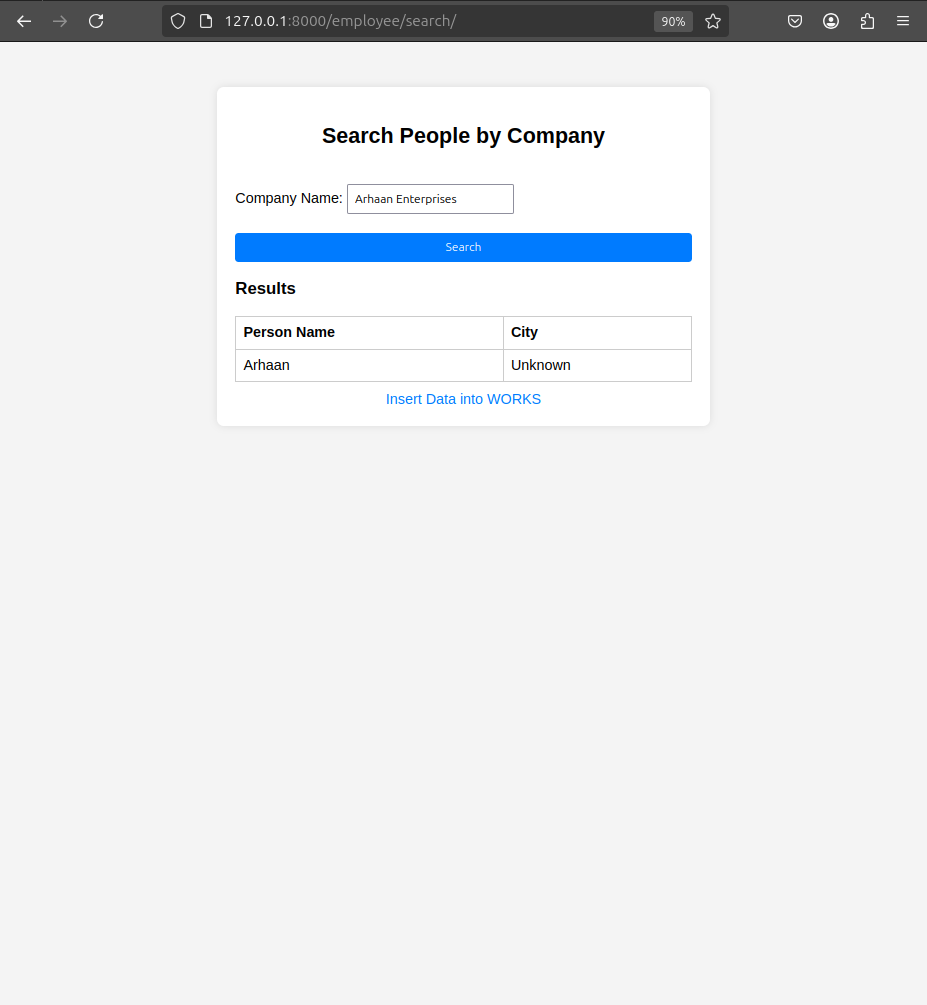 127.0.0.1:8000/employee/search/ 90%
Search People by Company
Company Name: Arhaan Enterprises
Search
Results
Person Name City
Arhaan Unknown
Insert Data into WORKS